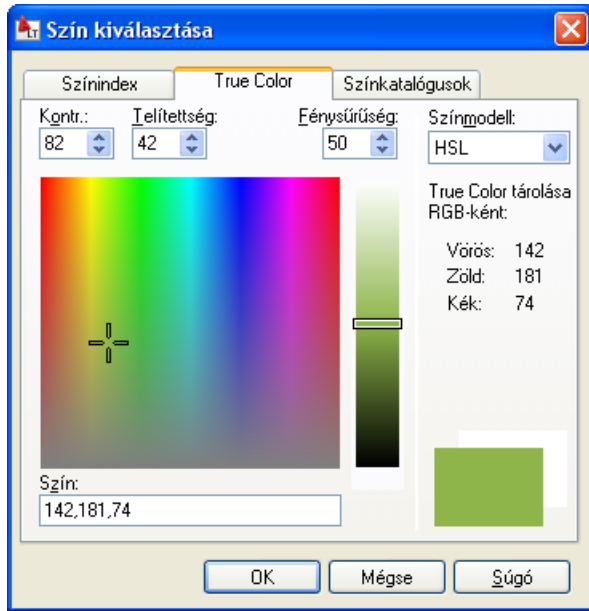 LT Szín kiválasztása
Színindex True Color Színkatalógusok
Kontr.: Telítettség: Fénysűrűség: Színmodell:
82 42 50 HSL
True Color tárolása
RGB-ként:
Vörös: 142
Zöld: 181
Kék: 74
Szín:
142,181,74
OK Mégse Súgó